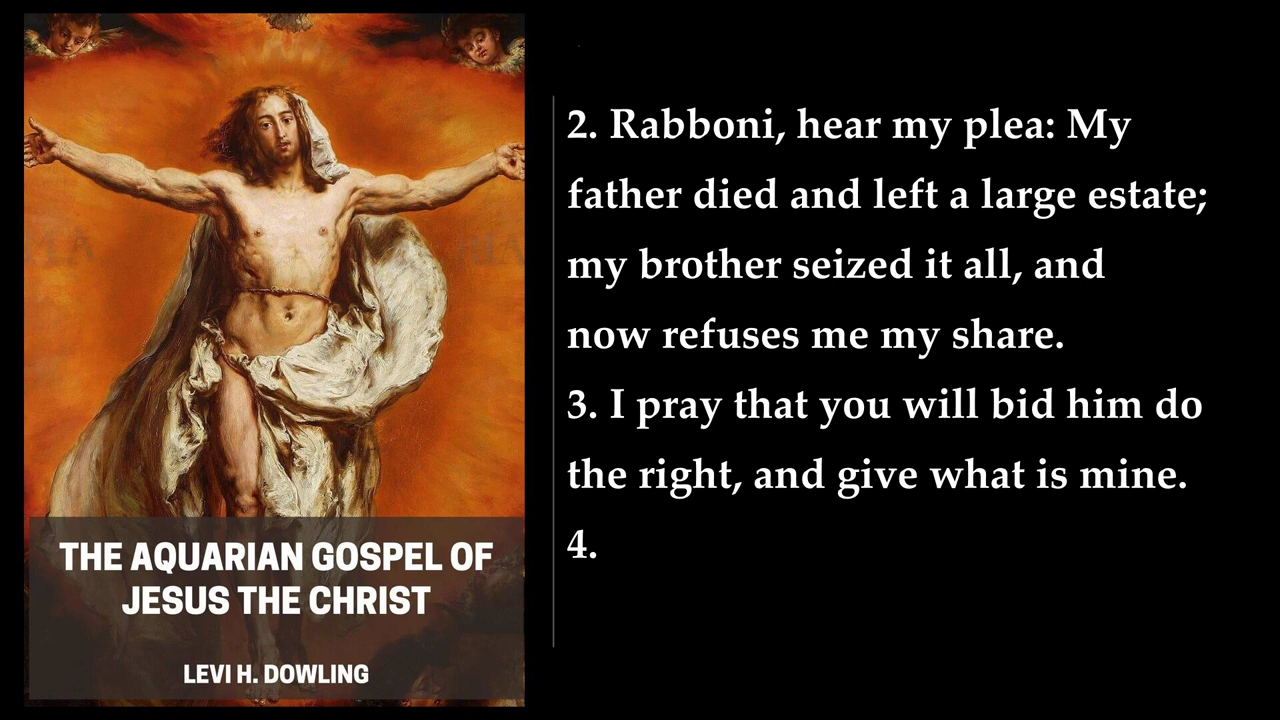 THE AQUARIAN GOSPEL OF
JESUS THE CHRIST
LEVI H. DOWLING
2. Rabboni, hear my plea: My
father died and left a large estate;
my brother seized it all, and
now refuses me my share.
3. I pray that you will bid him do
the right, and give what is mine.
4.